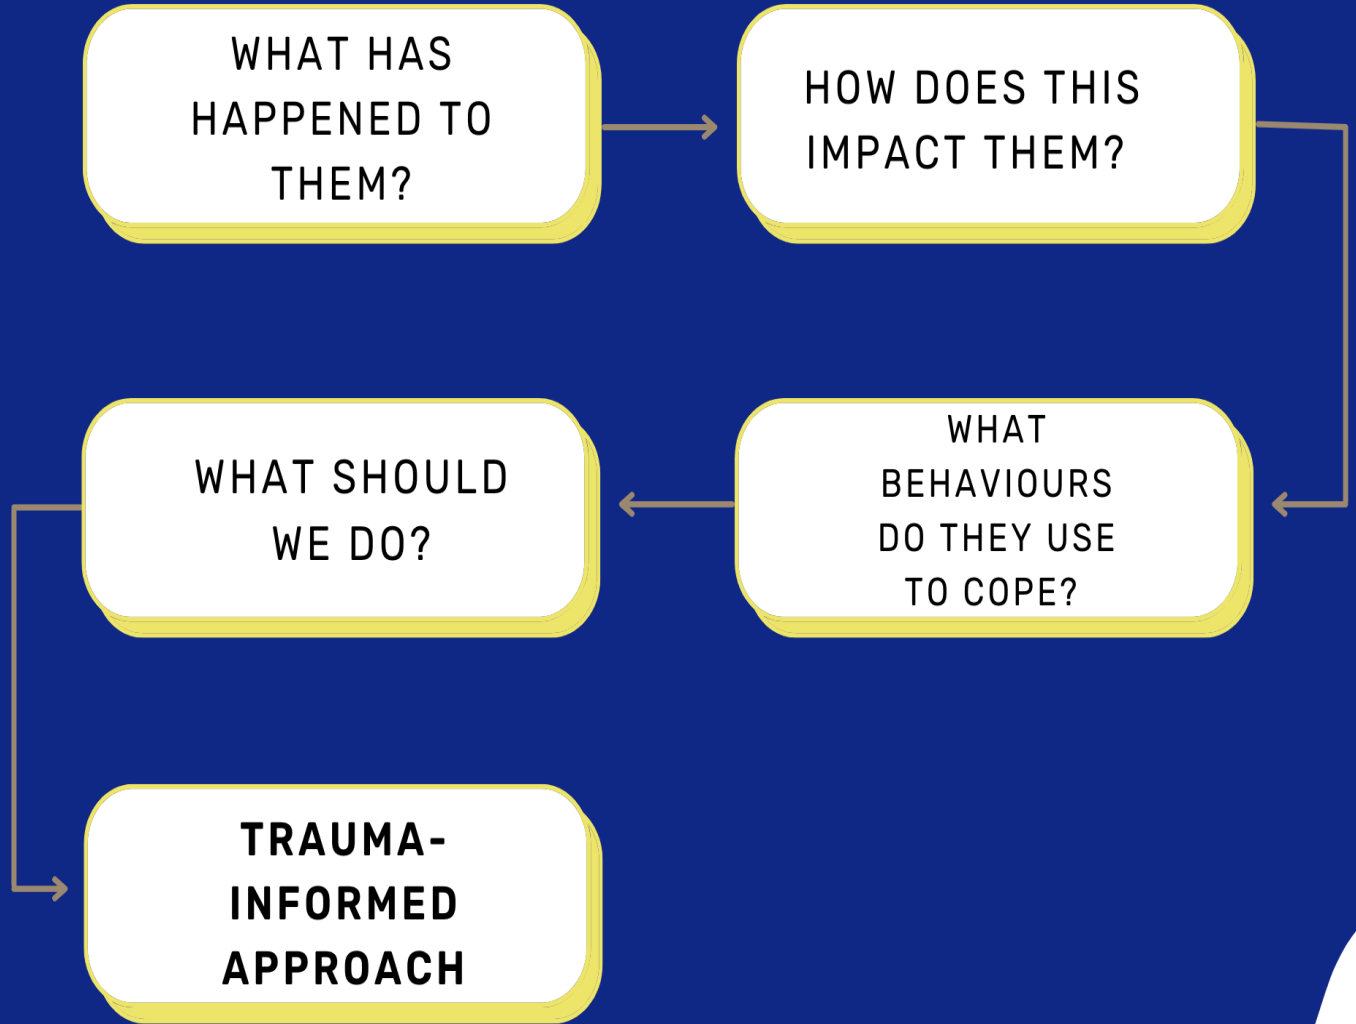 WHAT HAS
HAPPENED TO
THEM?
HOW DOES THIS
IMPACT THEM?
WHAT
BEHAVIOURS
DO THEY USE
TO COPE?
WHAT SHOULD
WE DO?
TRAUMA-
INFORMED
APPROACH